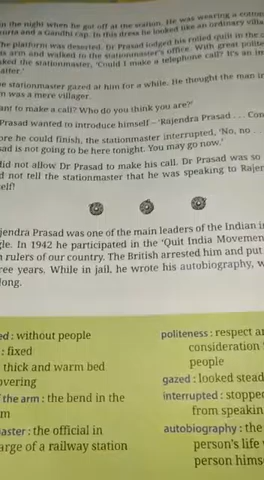 in the night when he got off at the station. He was wearing a
and a Gandhi cap. In this dress he looked like an ordinary
The platform was deserted. Dr Prasad lodged his rolled quilt in the
arm and walked to the stationmaster's office. With great
asked the stationmaster, 'Could I make a telephone call? It's an
matter.'
stationmaster gazed at him for a while. He thought the man in
was a mere villager.
want to make a call? Who do you think you are?'
Prasad wanted to introduce himself – 'Rajendra Prasad . . .
ore he could finish, the stationmaster interrupted, 'No, no . .
sad is not going to be here tonight. You may go now.'
did not allow Dr Prasad to make his call. Dr Prasad was so
d not tell the stationmaster that he was speaking to Rajen
elf!
jendra Prasad was one of the main leaders of the Indian i
gle. In 1942 he participated in the 'Quit India Movemen
n rulers of our country. The British arrested him and put
ree years. While in jail, he wrote his autobiography, w
long.
ed : without people
: fixed
thick and warm bed
overing
the arm : the bend in the
m
aster : the official in
arge of a railway station
politeness : respect a
consideration
people
gazed : looked stead
interrupted : stoppe
from speakin
autobiography : the
person's life
person hims